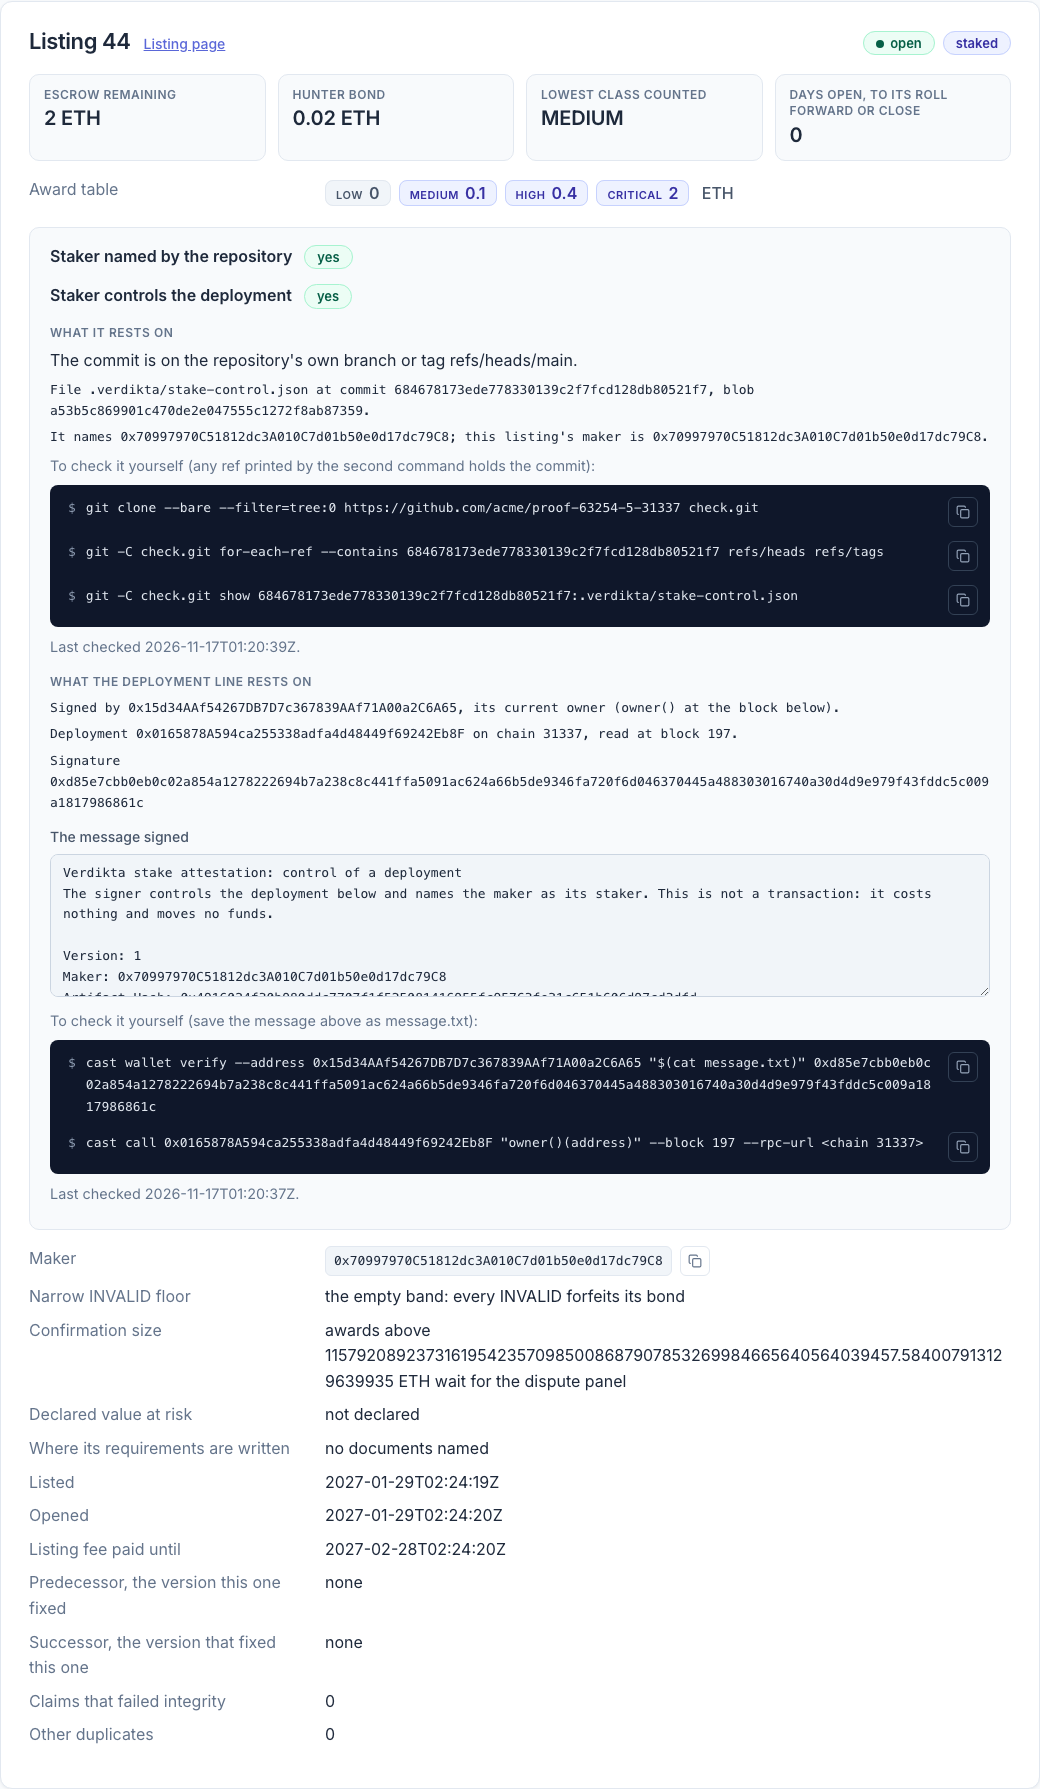 Listing 44 Listing page
open staked
ESCROW REMAINING
2 ETH
HUNTER BOND
0.02 ETH
LOWEST CLASS COUNTED
MEDIUM
DAYS OPEN, TO ITS ROLL
FORWARD OR CLOSE
0
Award table LOW 0 MEDIUM 0.1 HIGH 0.4 CRITICAL 2 ETH
Staker named by the repository yes
Staker controls the deployment yes
WHAT IT RESTS ON
The commit is on the repository's own branch or tag refs/heads/main.
File .verdikta/stake-control.json at commit 684678173ede778330139c2f7fcd128db80521f7, blob
a53b5c869901c470de2e047555c1272f8ab87359.
It names 0x70997970C51812dc3A010C7d01b50e0d17dc79C8; this listing's maker is 0x70997970C51812dc3A010C7d01b50e0d17dc79C8.
To check it yourself (any ref printed by the second command holds the commit):
$ git clone --bare --filter=tree:0 https://github.com/acme/proof-63254-5-31337 check.git
$ git -C check.git for-each-ref --contains 684678173ede778330139c2f7fcd128db80521f7 refs/heads refs/tags
$ git -C check.git show 684678173ede778330139c2f7fcd128db80521f7:.verdikta/stake-control.json
Last checked 2026-11-17T01:20:39Z.
WHAT THE DEPLOYMENT LINE RESTS ON
Signed by 0x15d34AAf54267DB7D7c367839AAf71A00a2C6A65, its current owner (owner() at the block below).
Deployment 0x0165878A594ca255338adfa4d48449f69242Eb8F on chain 31337, read at block 197.
Signature
0xd85e7cbb0eb0c02a854a1278222694b7a238c8c441ffa5091ac624a66b5de9346fa720f6d046370445a488303016740a30d4d9e979f43fddc5c009
a1817986861c
The message signed
Verdikta stake attestation: control of a deployment
The signer controls the deployment below and names the maker as its staker. This is not a transaction: it costs
nothing and moves no funds.
Version: 1
Maker: 0x70997970C51812dc3A010C7d01b50e0d17dc79C8
To check it yourself (save the message above as message.txt):
$ cast wallet verify --address 0x15d34AAf54267DB7D7c367839AAf71A00a2C6A65 "$(cat message.txt)" 0xd85e7cbb0eb0c
02a854a1278222694b7a238c8c441ffa5091ac624a66b5de9346fa720f6d046370445a488303016740a30d4d9e979f43fddc5c009a18
17986861c
$ cast call 0x0165878A594ca255338adfa4d48449f69242Eb8F "owner()(address)" --block 197 --rpc-url <chain 31337>
Last checked 2026-11-17T01:20:37Z.
Maker 0x70997970C51812dc3A010C7d01b50e0d17dc79C8
Narrow INVALID floor the empty band: every INVALID forfeits its bond
Confirmation size awards above
115792089237316195423570985008687907853269984665640564039457.58400791312
9639935 ETH wait for the dispute panel
Declared value at risk not declared
Where its requirements are written no documents named
Listed 2027-01-29T02:24:19Z
Opened 2027-01-29T02:24:20Z
Listing fee paid until 2027-02-28T02:24:20Z
Predecessor, the version this one none
fixed
Successor, the version that fixed none
this one
Claims that failed integrity 0
Other duplicates 0